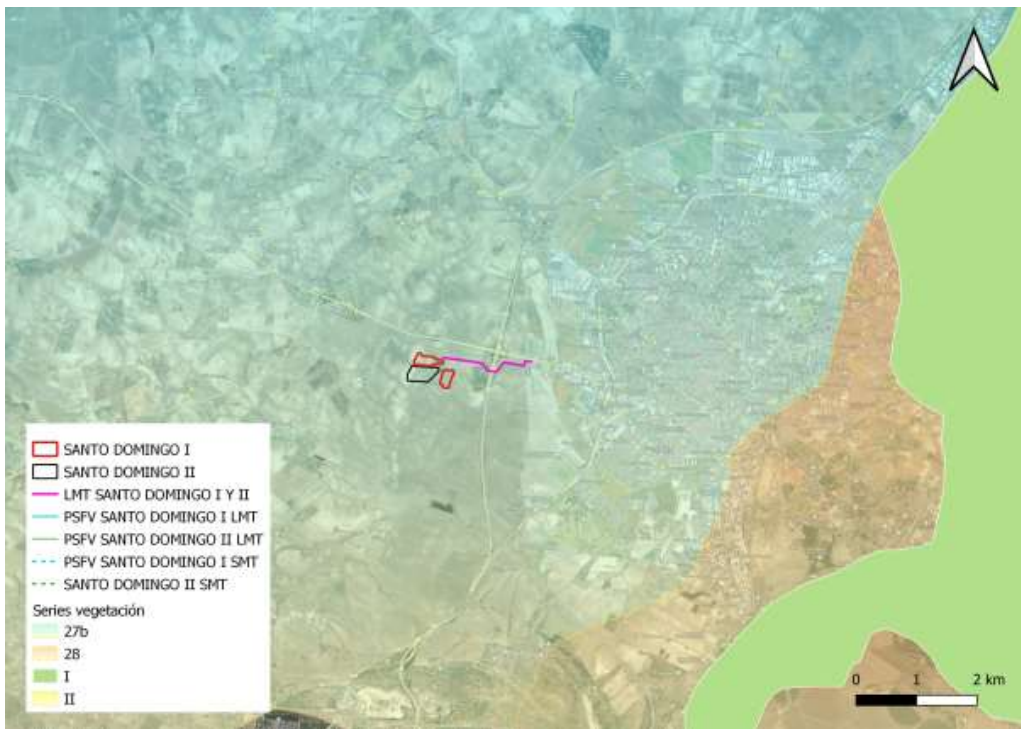 SANTO DOMINGO I
SANTO DOMINGO II
LMT SANTO DOMINGO I Y II
PSFV SANTO DOMINGO I LMT
PSFV SANTO DOMINGO II LMT
PSFV SANTO DOMINGO I SMT
SANTO DOMINGO II SMT
Series vegetación
27b
28
I
II
0 1 2 km